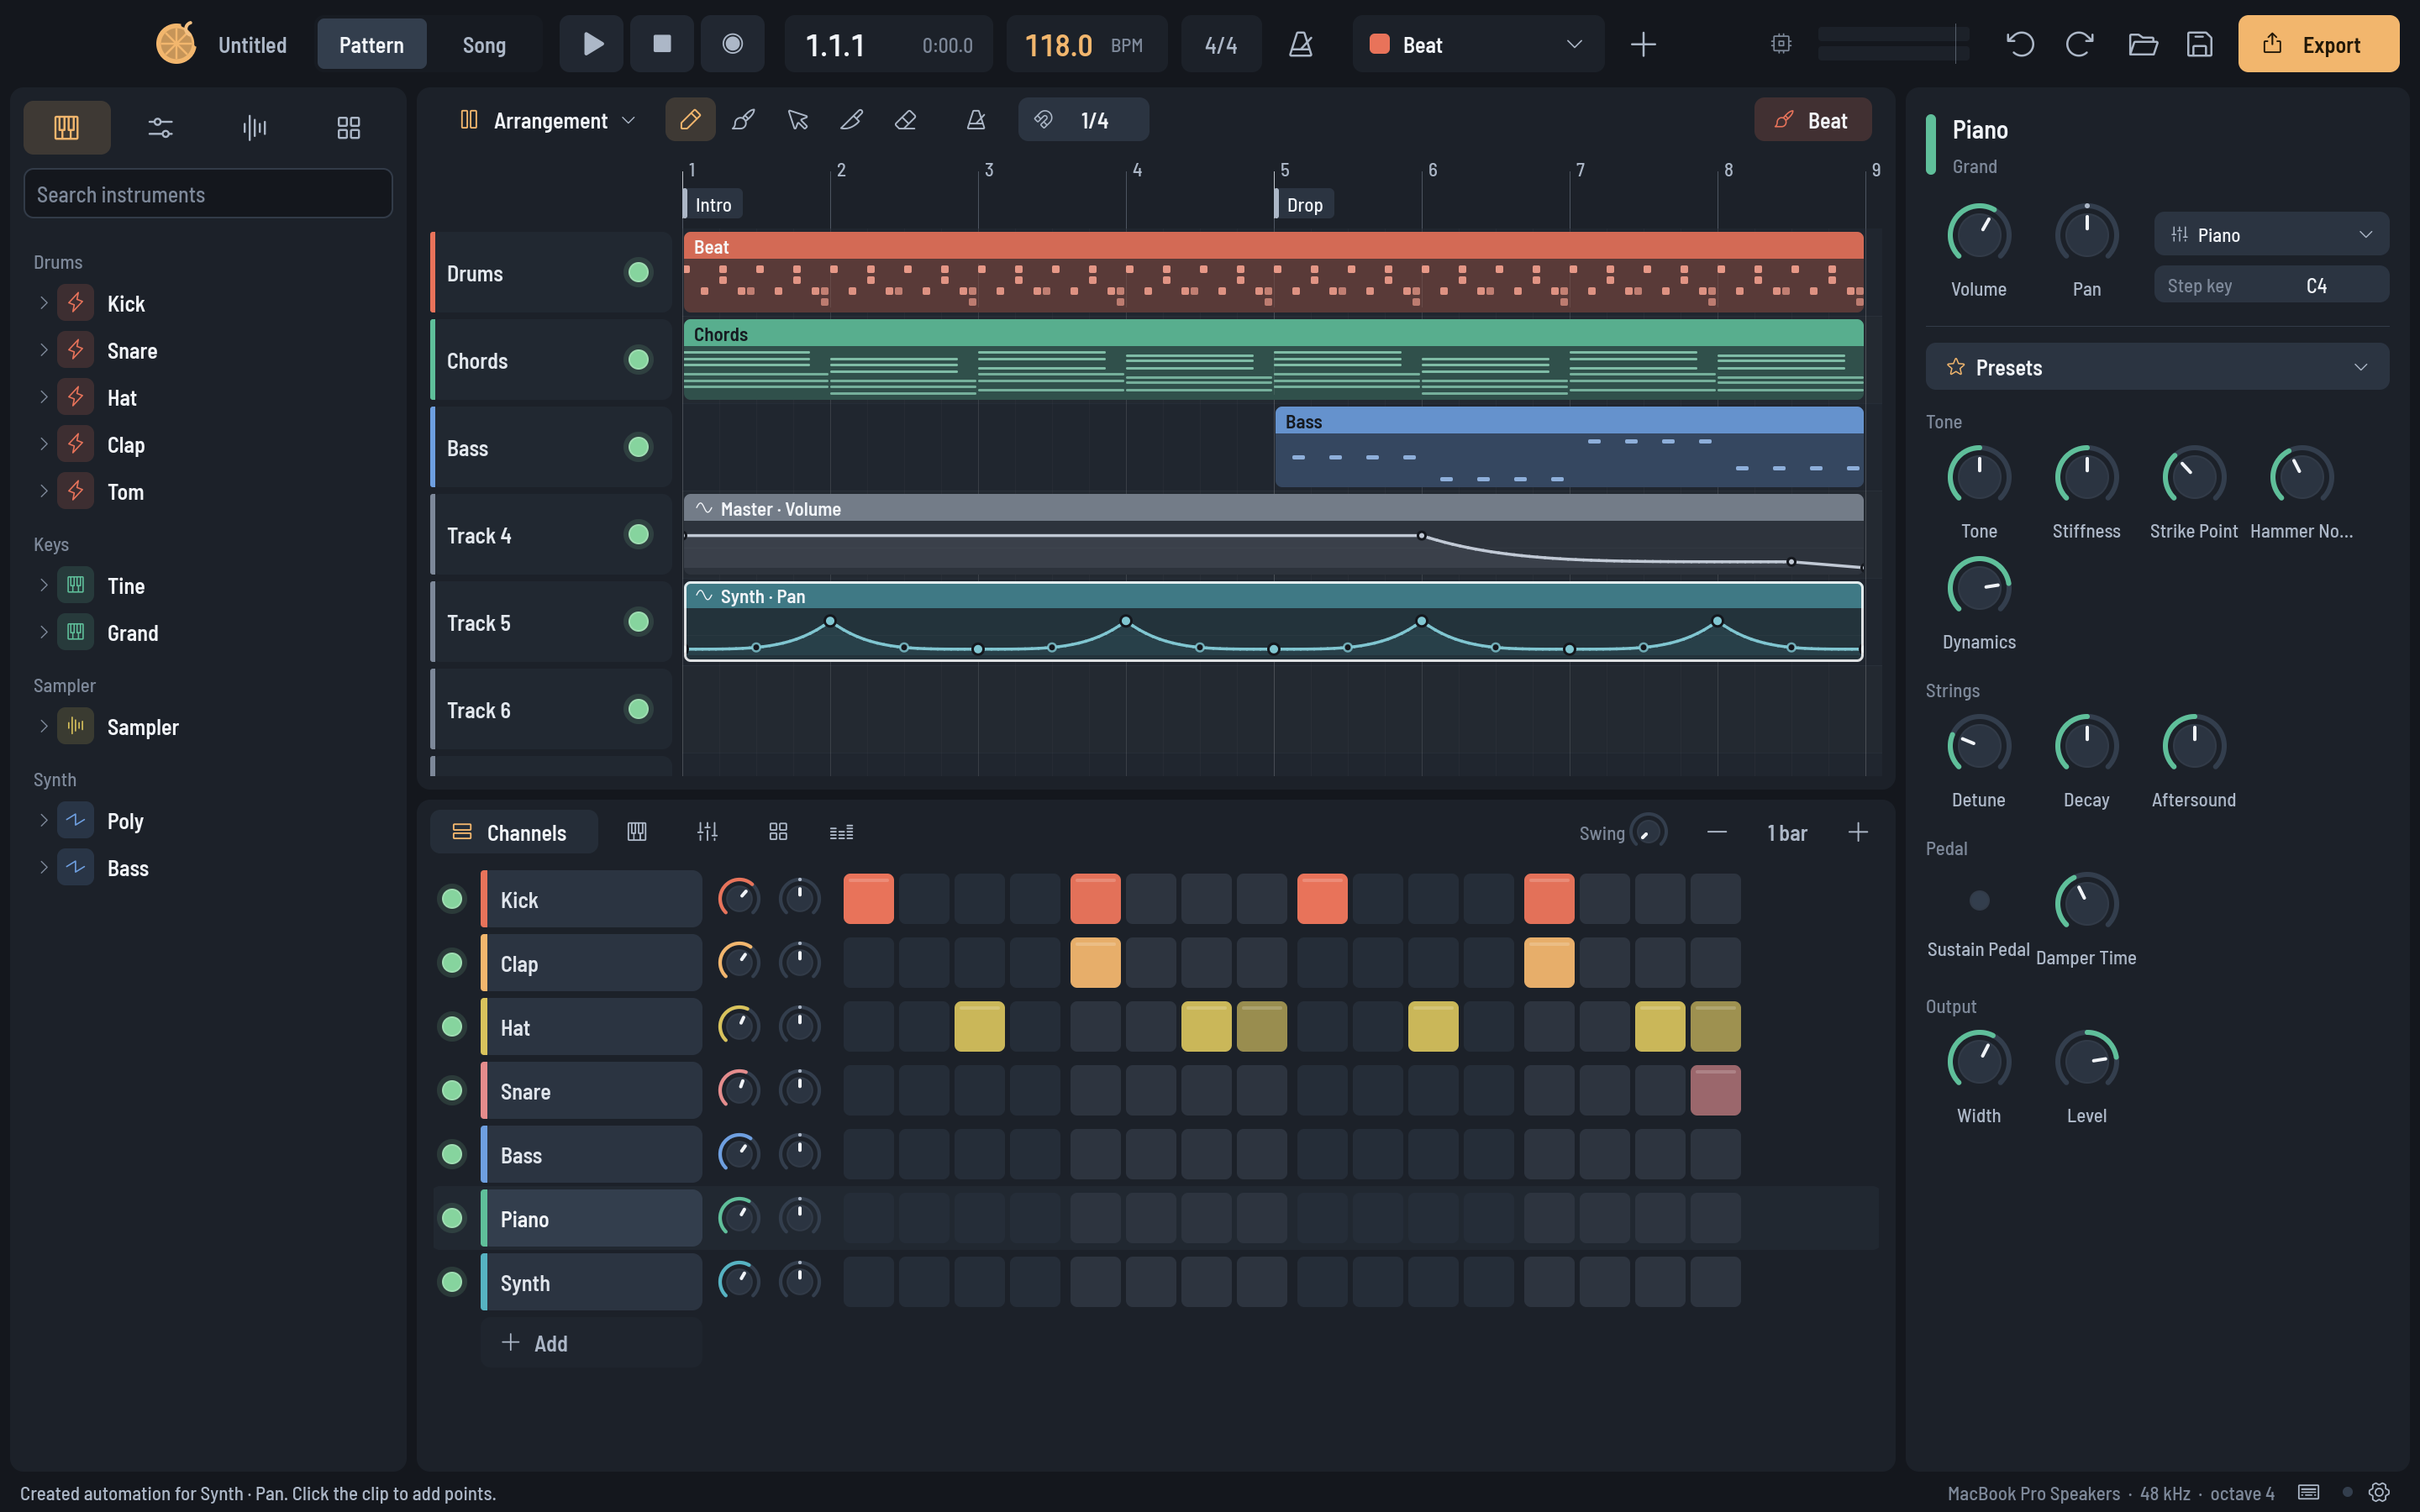 Untitled
Pattern
Song
1.1.1
0:00.0
118.0
BPM
4/4
Beat
Export
Search instruments
Drums
Kick
Snare
Hat
Clap
Tom
Keys
Tine
Grand
Sampler
Sampler
Synth
Poly
Bass
Arrangement
1/4
Beat
1
2
3
4
5
6
7
8
9
Intro
Drop
Drums
Beat
Chords
Chords
Bass
Bass
Track 4
Master · Volume
Track 5
Synth · Pan
Track 6
Channels
Swing
1 bar
Kick
Clap
Hat
Snare
Bass
Piano
Synth
Add
Piano
Grand
Volume
Pan
Piano
Step key
C4
Presets
Tone
Tone
Stiffness
Strike Point
Hammer No...
Dynamics
Strings
Detune
Decay
Aftersound
Pedal
Sustain Pedal
Damper Time
Output
Width
Level
Created automation for Synth · Pan. Click the clip to add points.
MacBook Pro Speakers · 48 kHz · octave 4